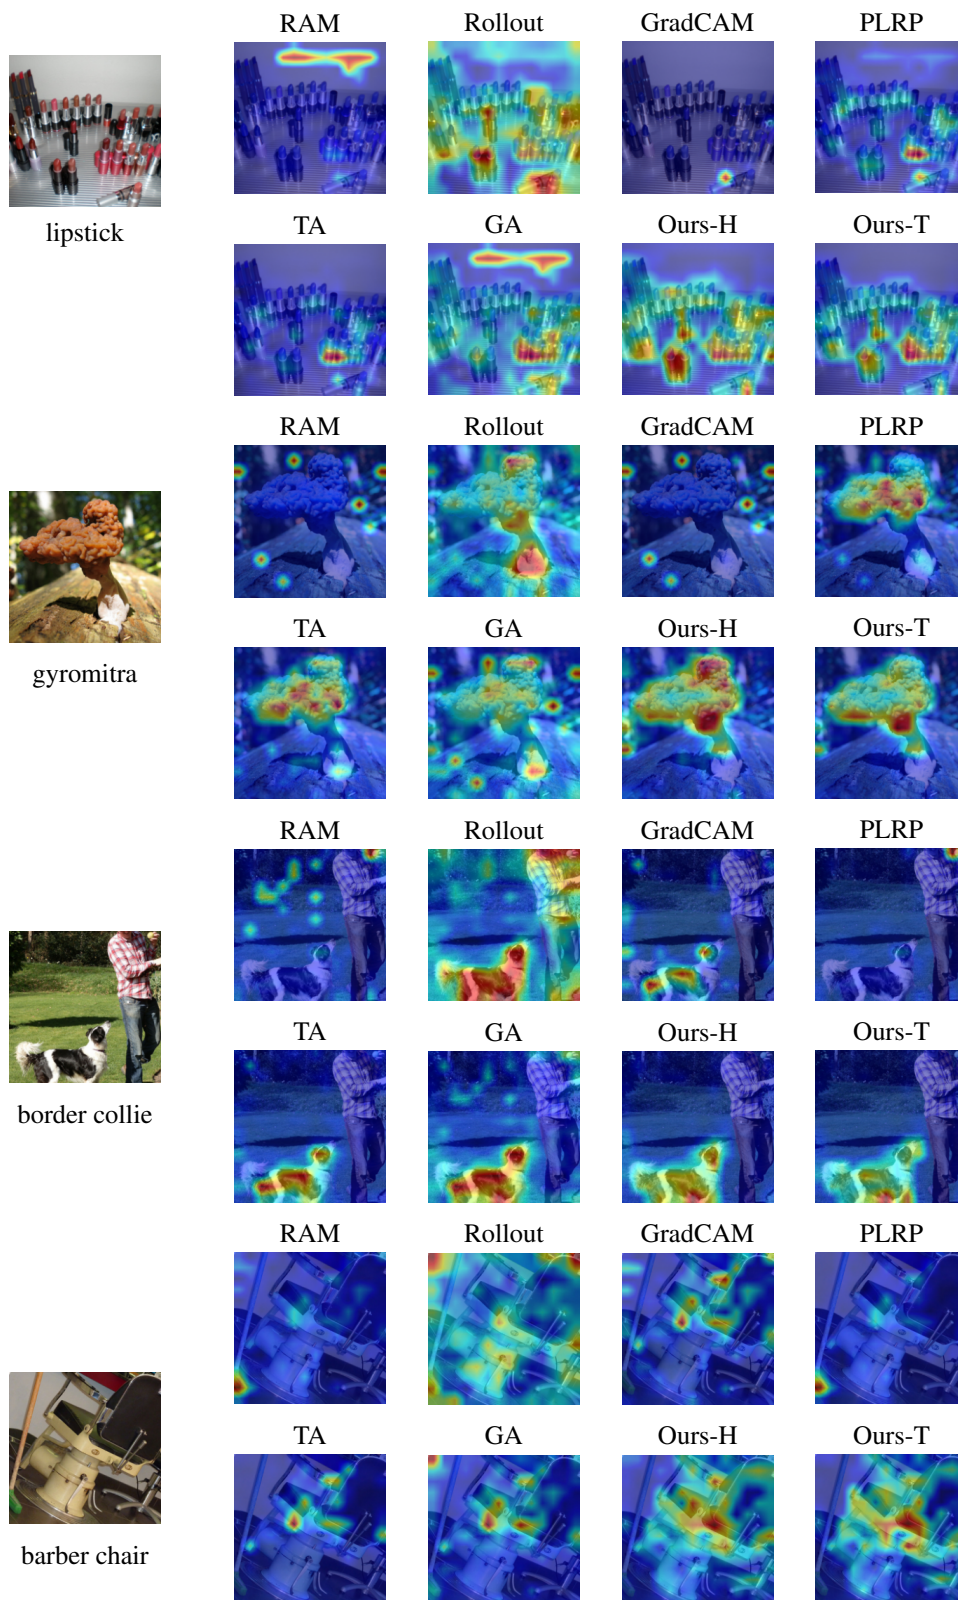 RAM Rollout GradCAM PLRP
lipstick
TA GA Ours-H Ours-T
RAM Rollout GradCAM PLRP
TA GA Ours-H Ours-T
gyromitra
RAM Rollout GradCAM PLRP
TA GA Ours-H Ours-T
border collie
RAM Rollout GradCAM PLRP
TA GA Ours-H Ours-T
barber chair